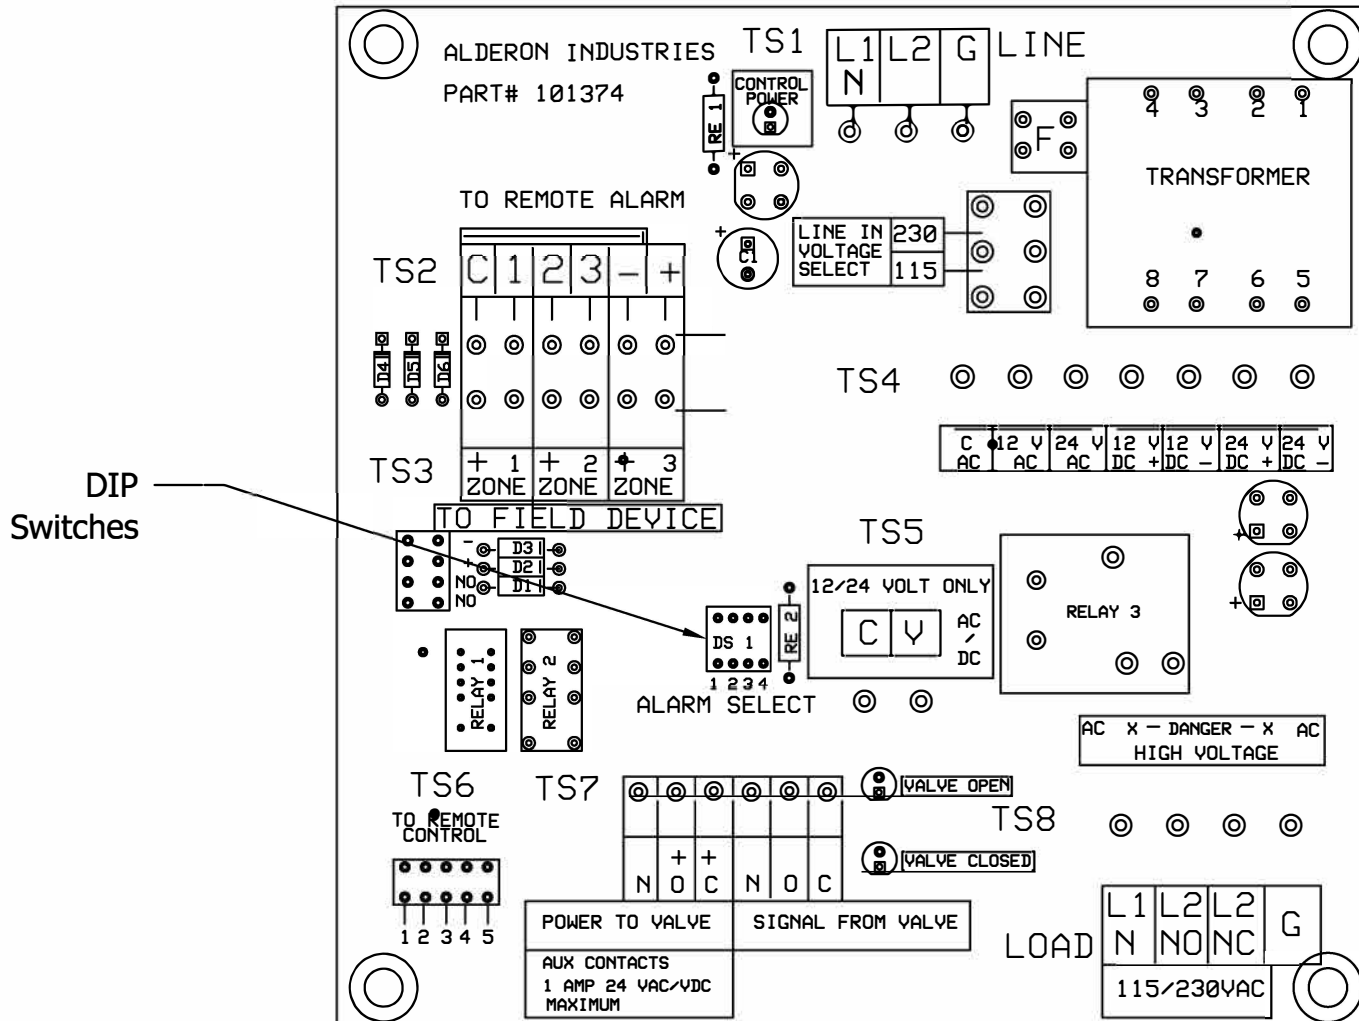 ALDERON INDUSTRIES
PART# 101374
TS1
L1 N
L2
G
LINE
RE 1
CONTROL POWER
+
F
4 3 2 1
TRANSFORMER
8 7 6 5
TO REMOTE ALARM
+
C1
LINE IN VOLTAGE SELECT
230
115
TS2
C 1 2 3 - +
D4
D5
D6
TS4
C AC
12 V AC
24 V AC
12 V DC +
12 V DC -
24 V DC +
24 V DC -
TS3
+ 1 ZONE
+ 2 ZONE
+ 3 ZONE
TO FIELD DEVICE
DIP
Switches
-
+
NO
NO
D3
D2
D1
TS5
12/24 VOLT ONLY
C V
AC / DC
RELAY 3
+
+
DS 1
1 2 3 4
RE 2
ALARM SELECT
RELAY 1
RELAY 2
AC X - DANGER - X AC
HIGH VOLTAGE
TS6
TO REMOTE
CONTROL
1 2 3 4 5
TS7
N
+ O
+ C
N
O
C
VALVE OPEN
VALVE CLOSED
POWER TO VALVE
SIGNAL FROM VALVE
AUX CONTACTS
1 AMP 24 VAC/VDC
MAXIMUM
TS8
LOAD
L1 N
L2 NO
L2 NC
G
115/230VAC